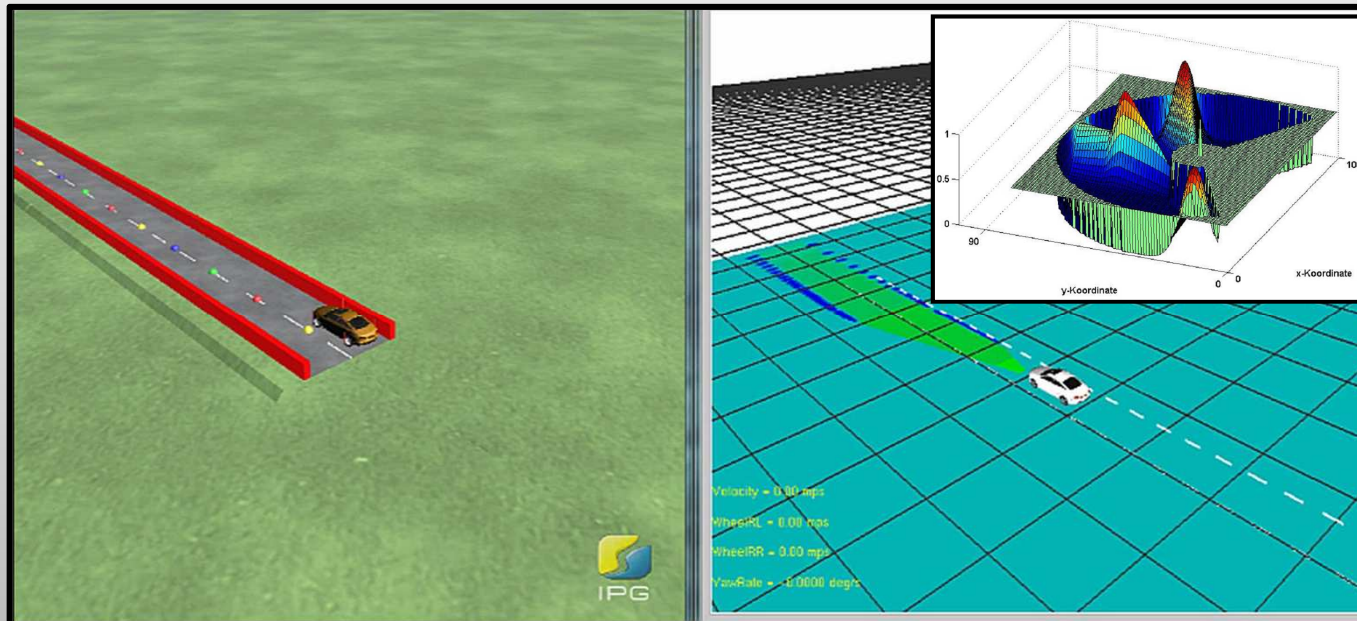 IPG
Velocity = 0.00 mps
WheelRL = 0.00 mps
WheelRR = 0.00 mps
YawRate = -0.0000 deg/s
1
0.5
0
90
y-Koordinate
0
0
x-Koordinate